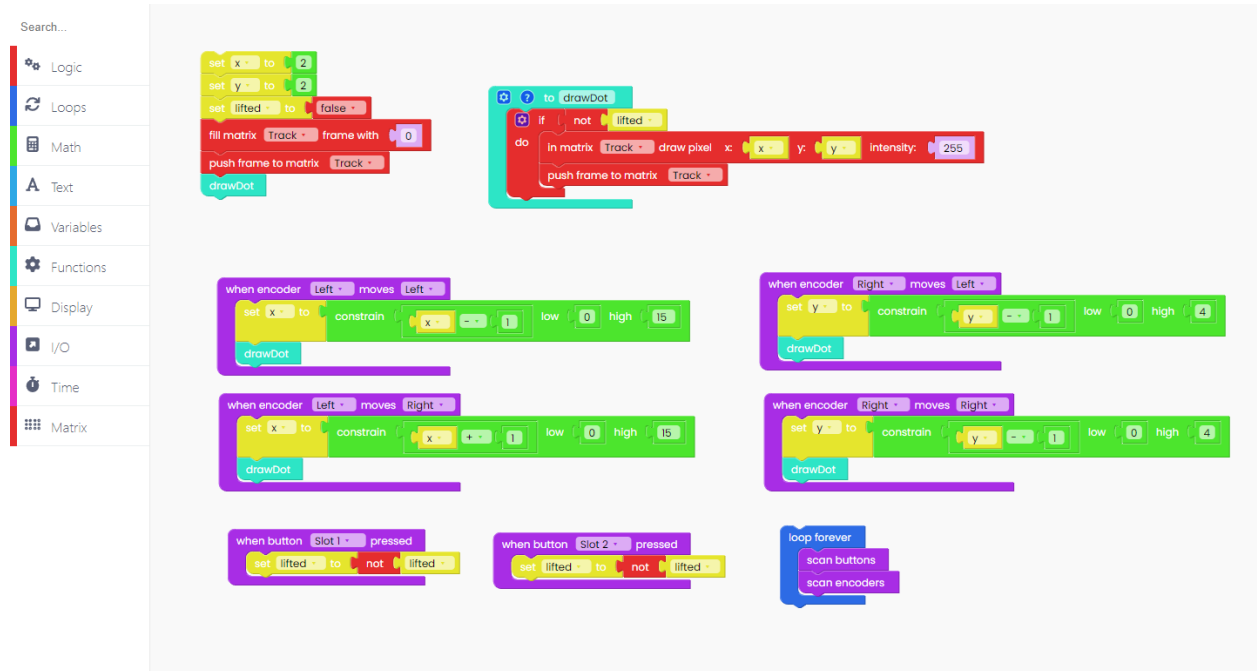 Search...
Logic
Loops
Math
Text
Variables
Functions
Display
I/O
Time
Matrix
set x to 2
set y to 2
set lifted to false
fill matrix Track frame with 0
push frame to matrix Track
drawDot
? to drawDot
if not lifted
do in matrix Track draw pixel x: x y: y intensity: 255
push frame to matrix Track
when encoder Left moves Left
set x to constrain x - 1 low 0 high 15
drawDot
when encoder Right moves Left
set y to constrain y - 1 low 0 high 4
drawDot
when encoder Left moves Right
set x to constrain x + 1 low 0 high 15
drawDot
when encoder Right moves Right
set y to constrain y - 1 low 0 high 4
drawDot
when button Slot 1 pressed
set lifted to not lifted
when button Slot 2 pressed
set lifted to not lifted
loop forever
scan buttons
scan encoders